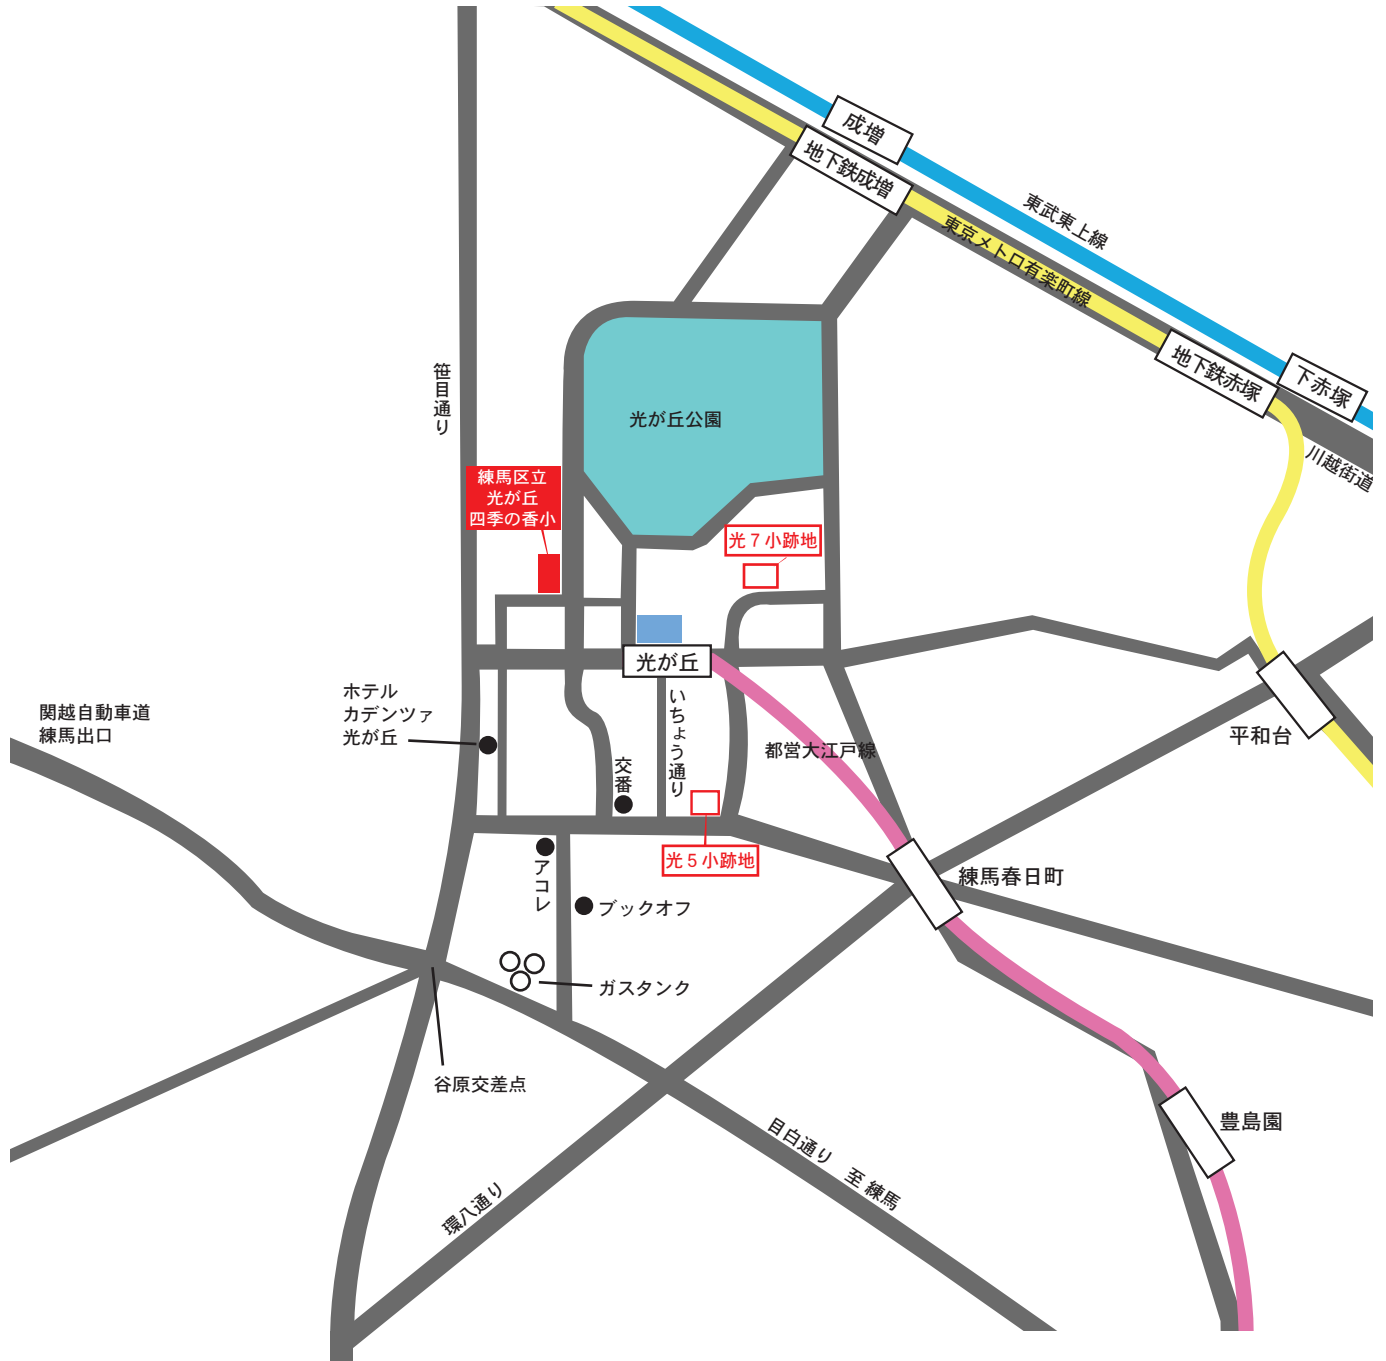 成増
地下鉄成増
東武東上線
東京メトロ有楽町線
地下鉄赤塚
下赤塚
川越街道
笹目通り
光が丘公園
練馬区立
光が丘
四季の香小
光7小跡地
光が丘
いちょう通り
ホテル
カデンツァ
光が丘
関越自動車道
練馬出口
都営大江戸線
平和台
交番
光5小跡地
アコレ
ブックオフ
練馬春日町
ガスタンク
谷原交差点
豊島園
目白通り 至 練馬
環八通り